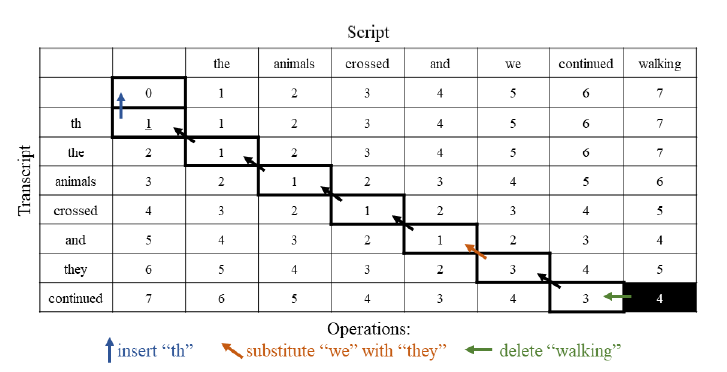 Script
the animals crossed and we continued walking
0 1 2 3 4 5 6 7
th 1 1 2 3 4 5 6 7
the 2 1 2 3 4 5 6 7
animals 3 2 1 2 3 4 5 6
crossed 4 3 2 1 2 3 4 5
and 5 4 3 2 1 2 3 4
they 6 5 4 3 2 3 4 5
continued 7 6 5 4 3 4 3 4
Transcript
Operations:
insert “th” substitute “we” with “they” delete “walking”